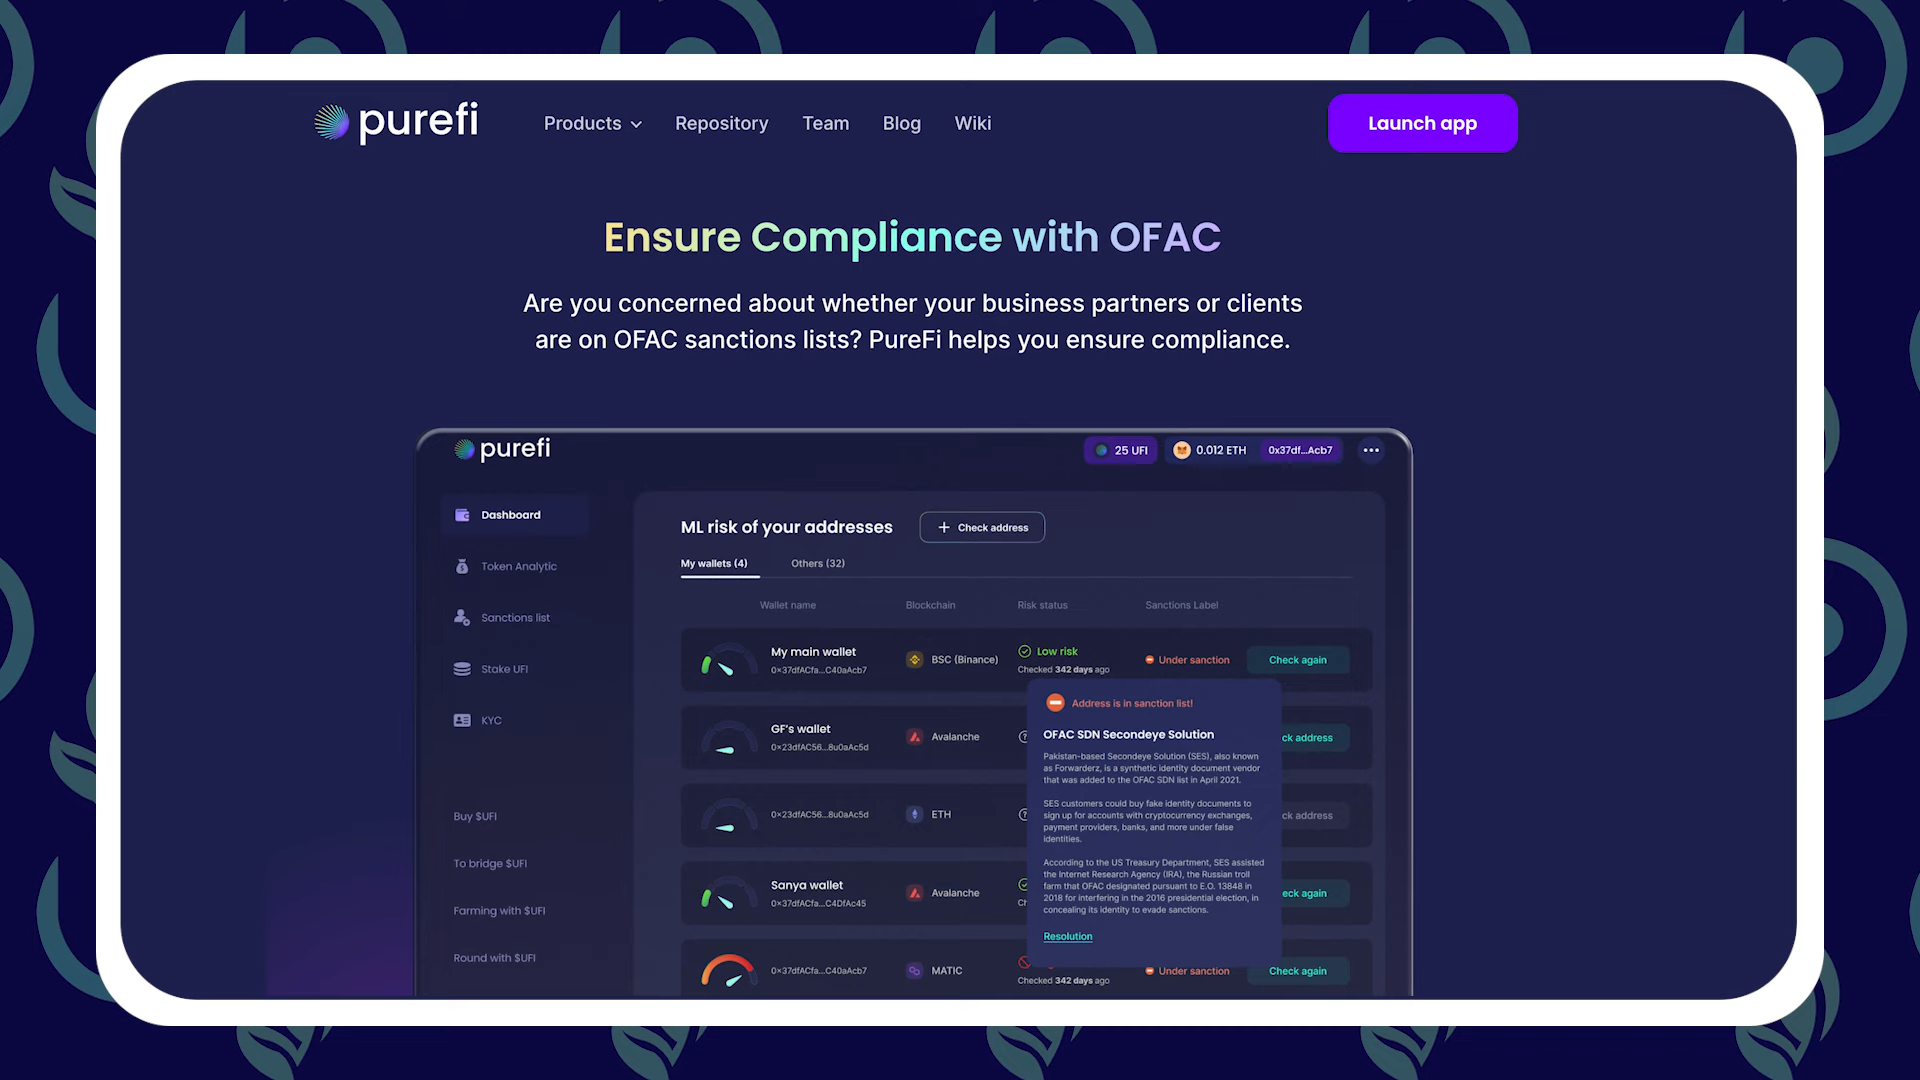 purefi
Products
Repository
Team
Blog
Wiki
Launch app
Ensure Compliance with OFAC
Are you concerned about whether your business partners or clients
are on OFAC sanctions lists? PureFi helps you ensure compliance.
purefi
25 UFI
0.012 ETH
0x37df...Acb7
Dashboard
Token Analytic
Sanctions list
Stake UFI
KYC
Buy $UFI
To bridge $UFI
Farming with $UFI
Round with $UFI
ML risk of your addresses
+ Check address
My wallets (4)
Others (32)
Wallet name
Blockchain
Risk status
Sanctions Label
My main wallet
0x37dfACfa...C40aAcb7
BSC (Binance)
Low risk
Checked 342 days ago
Under sanction
Check again
GF's wallet
0x23dfAC56...8u0aAc5d
Avalanche
ck address
0x23dfAC56...8u0aAc5d
ETH
ck address
Sanya wallet
0x37dfACfa...C4DfAc45
Avalanche
Ch
eck again
0x37dfACfa...C40aAcb7
MATIC
Checked 342 days ago
Under sanction
Check again
Address is in sanction list!
OFAC SDN Secondeye Solution
Pakistan-based Secondeye Solution (SES), also known
as Forwarderz, is a synthetic identity document vendor
that was added to the OFAC SDN list in April 2021.
SES customers could buy fake identity documents to
sign up for accounts with cryptocurrency exchanges,
payment providers, banks, and more under false
identities.
According to the US Treasury Department, SES assisted
the Internet Research Agency (IRA), the Russian troll
farm that OFAC designated pursuant to E.O. 13848 in
2018 for interfering in the 2016 presidential election, in
concealing its identity to evade sanctions.
Resolution